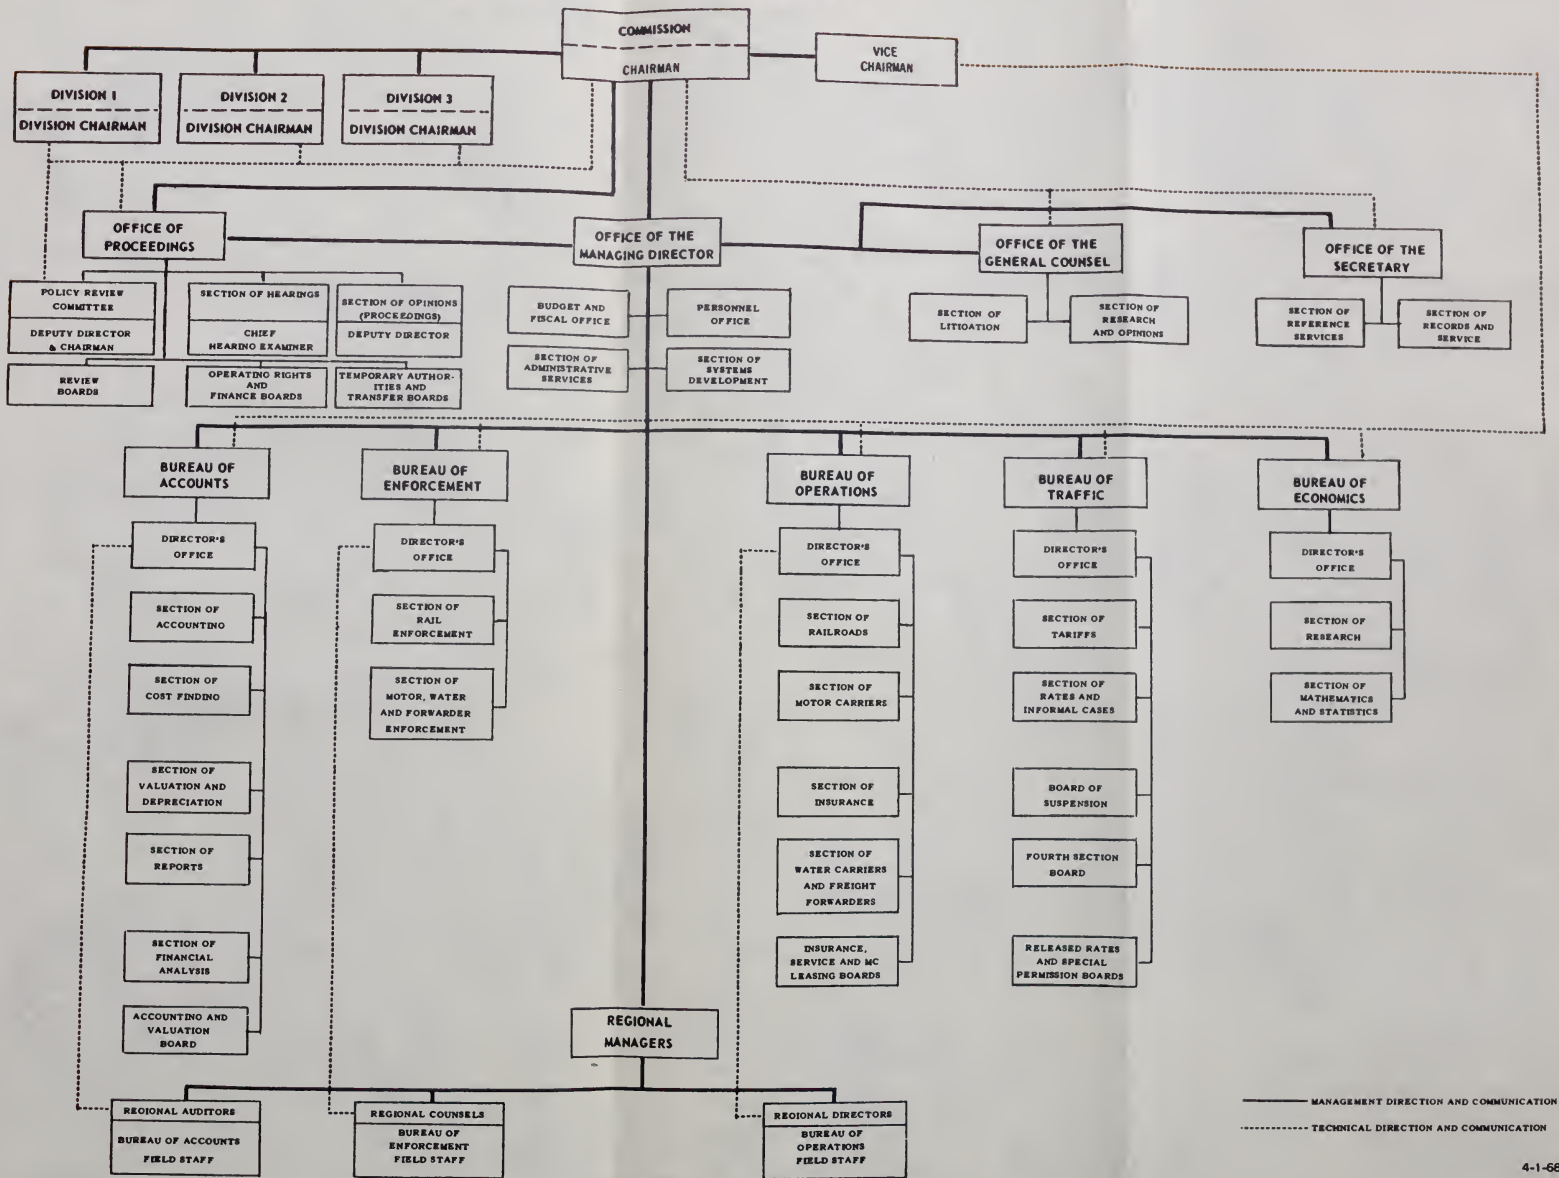 COMMISSION
CHAIRMAN
VICE
CHAIRMAN
DIVISION 1
DIVISION CHAIRMAN
DIVISION 2
DIVISION CHAIRMAN
DIVISION 3
DIVISION CHAIRMAN
OFFICE OF
PROCEEDINGS
OFFICE OF THE
MANAGING DIRECTOR
OFFICE OF THE
GENERAL COUNSEL
OFFICE OF THE
SECRETARY
POLICY REVIEW
COMMITTEE
DEPUTY DIRECTOR
& CHAIRMAN
SECTION OF HEARINGS
CHIEF
HEARING EXAMINER
SECTION OF OPINIONS
(PROCEEDINGS)
DEPUTY DIRECTOR
BUDGET AND
FISCAL OFFICE
PERSONNEL
OFFICE
SECTION OF
LITIGATION
SECTION OF
RESEARCH
AND OPINIONS
SECTION OF
REFERENCE
SERVICES
SECTION OF
RECORDS AND
SERVICE
REVIEW
BOARDS
OPERATING RIGHTS
AND
FINANCE BOARDS
TEMPORARY AUTHOR-
ITIES AND
TRANSFER BOARDS
SECTION OF
ADMINISTRATIVE
SERVICES
SECTION OF
SYSTEMS
DEVELOPMENT
BUREAU OF
ACCOUNTS
BUREAU OF
ENFORCEMENT
BUREAU OF
OPERATIONS
BUREAU OF
TRAFFIC
BUREAU OF
ECONOMICS
DIRECTOR'S
OFFICE
SECTION OF
ACCOUNTING
SECTION OF
COST FINDING
SECTION OF
VALUATION AND
DEPRECIATION
SECTION OF
REPORTS
SECTION OF
FINANCIAL
ANALYSIS
ACCOUNTING AND
VALUATION
BOARD
DIRECTOR'S
OFFICE
SECTION OF
RAIL
ENFORCEMENT
SECTION OF
MOTOR, WATER
AND FORWARDER
ENFORCEMENT
DIRECTOR'S
OFFICE
SECTION OF
RAILROADS
SECTION OF
MOTOR CARRIERS
SECTION OF
INSURANCE
SECTION OF
WATER CARRIERS
AND FREIGHT
FORWARDERS
INSURANCE,
SERVICE AND MC
LEASING BOARDS
DIRECTOR'S
OFFICE
SECTION OF
TARIFFS
SECTION OF
RATES AND
INFORMAL CASES
BOARD OF
SUSPENSION
FOURTH SECTION
BOARD
RELEASED RATES
AND SPECIAL
PERMISSION BOARDS
DIRECTOR'S
OFFICE
SECTION OF
RESEARCH
SECTION OF
MATHEMATICS
AND STATISTICS
REGIONAL
MANAGERS
REGIONAL AUDITORS
BUREAU OF ACCOUNTS
FIELD STAFF
REGIONAL COUNSELS
BUREAU OF
ENFORCEMENT
FIELD STAFF
REGIONAL DIRECTORS
BUREAU OF
OPERATIONS
FIELD STAFF
MANAGEMENT DIRECTION AND COMMUNICATION
TECHNICAL DIRECTION AND COMMUNICATION
4-1-68